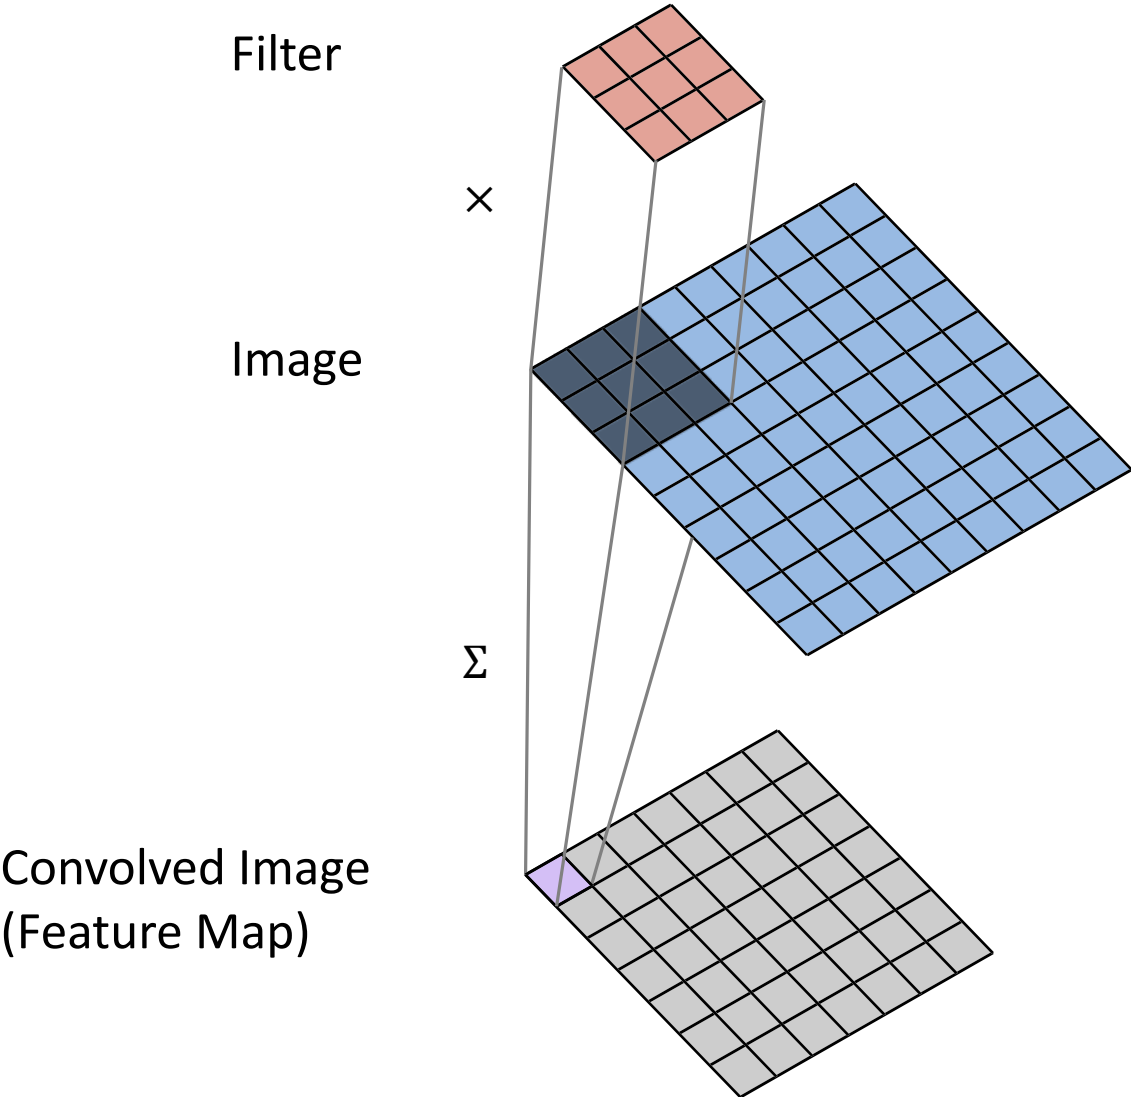 Filter
×
Image
Σ
Convolved Image
(Feature Map)